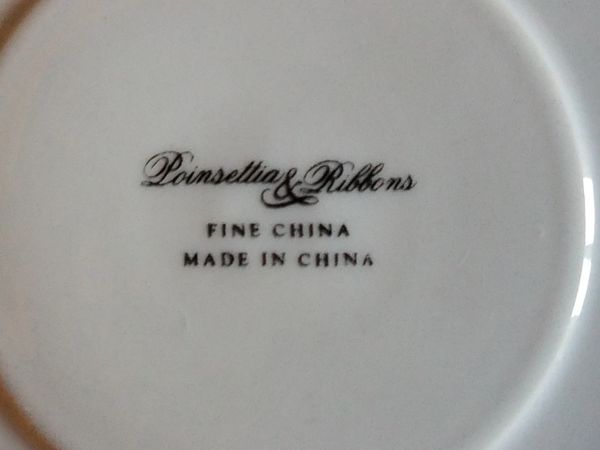 Poinsettia & Ribbons
FINE CHINA
MADE IN CHINA